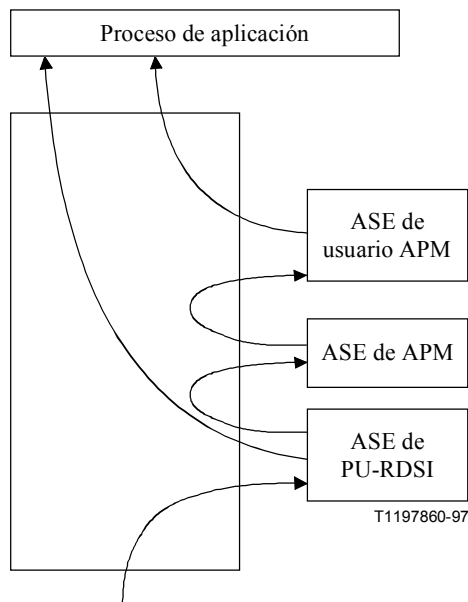 Proceso de aplicación
ASE de
usuario APM
ASE de APM
ASE de
PU-RDSI
T1197860-97